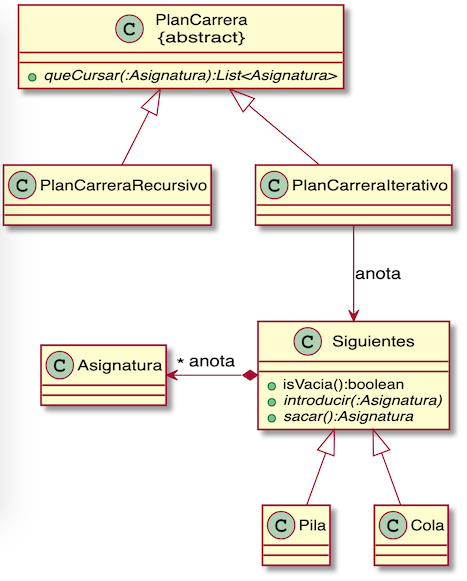 C PlanCarrera
{abstract}
queCursar(:Asignatura):List<Asignatura>
C PlanCarreraRecursivo
C PlanCarreraIterativo
anota
C Siguientes
isVacia():boolean
introducir(:Asignatura)
sacar():Asignatura
C Asignatura
* anota
C Pila
C Cola